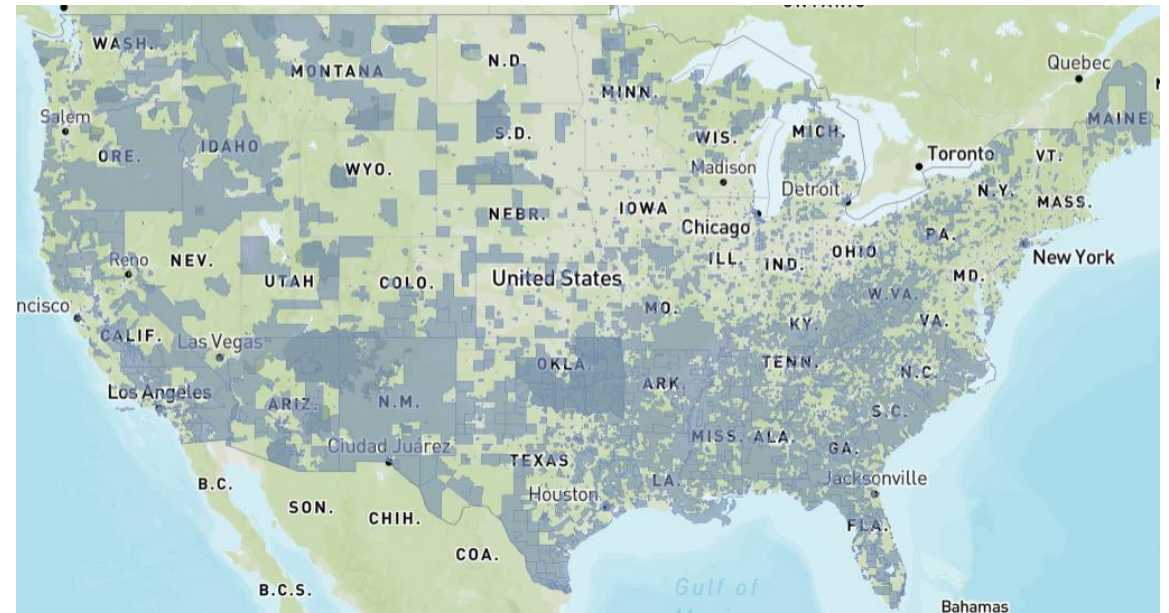 ONTARIO
WASH.
MONTANA
N.D.
MINN.
Quebec
MAINE
Salem
ORE.
IDAHO
S.D.
WIS.
MICH.
Toronto
VT.
WYO.
Madison
Detroit
N.Y.
MASS.
NEBR.
IOWA
Chicago
PA.
New York
Reno
NEV.
UTAH
COLO.
United States
ILL.
IND.
OHIO
MD.
ncisco
CALIF.
Las Vegas
MO.
KY.
W.VA.
VA.
Los Angeles
ARIZ.
N.M.
OKLA.
ARK.
TENN.
N.C.
S.C.
Ciudad Juárez
TEXAS
MISS.
ALA.
GA.
B.C.
SON.
CHIH.
Houston
LA.
Jacksonville
FLA.
COA.
B.C.S.
Gulf of
Bahamas